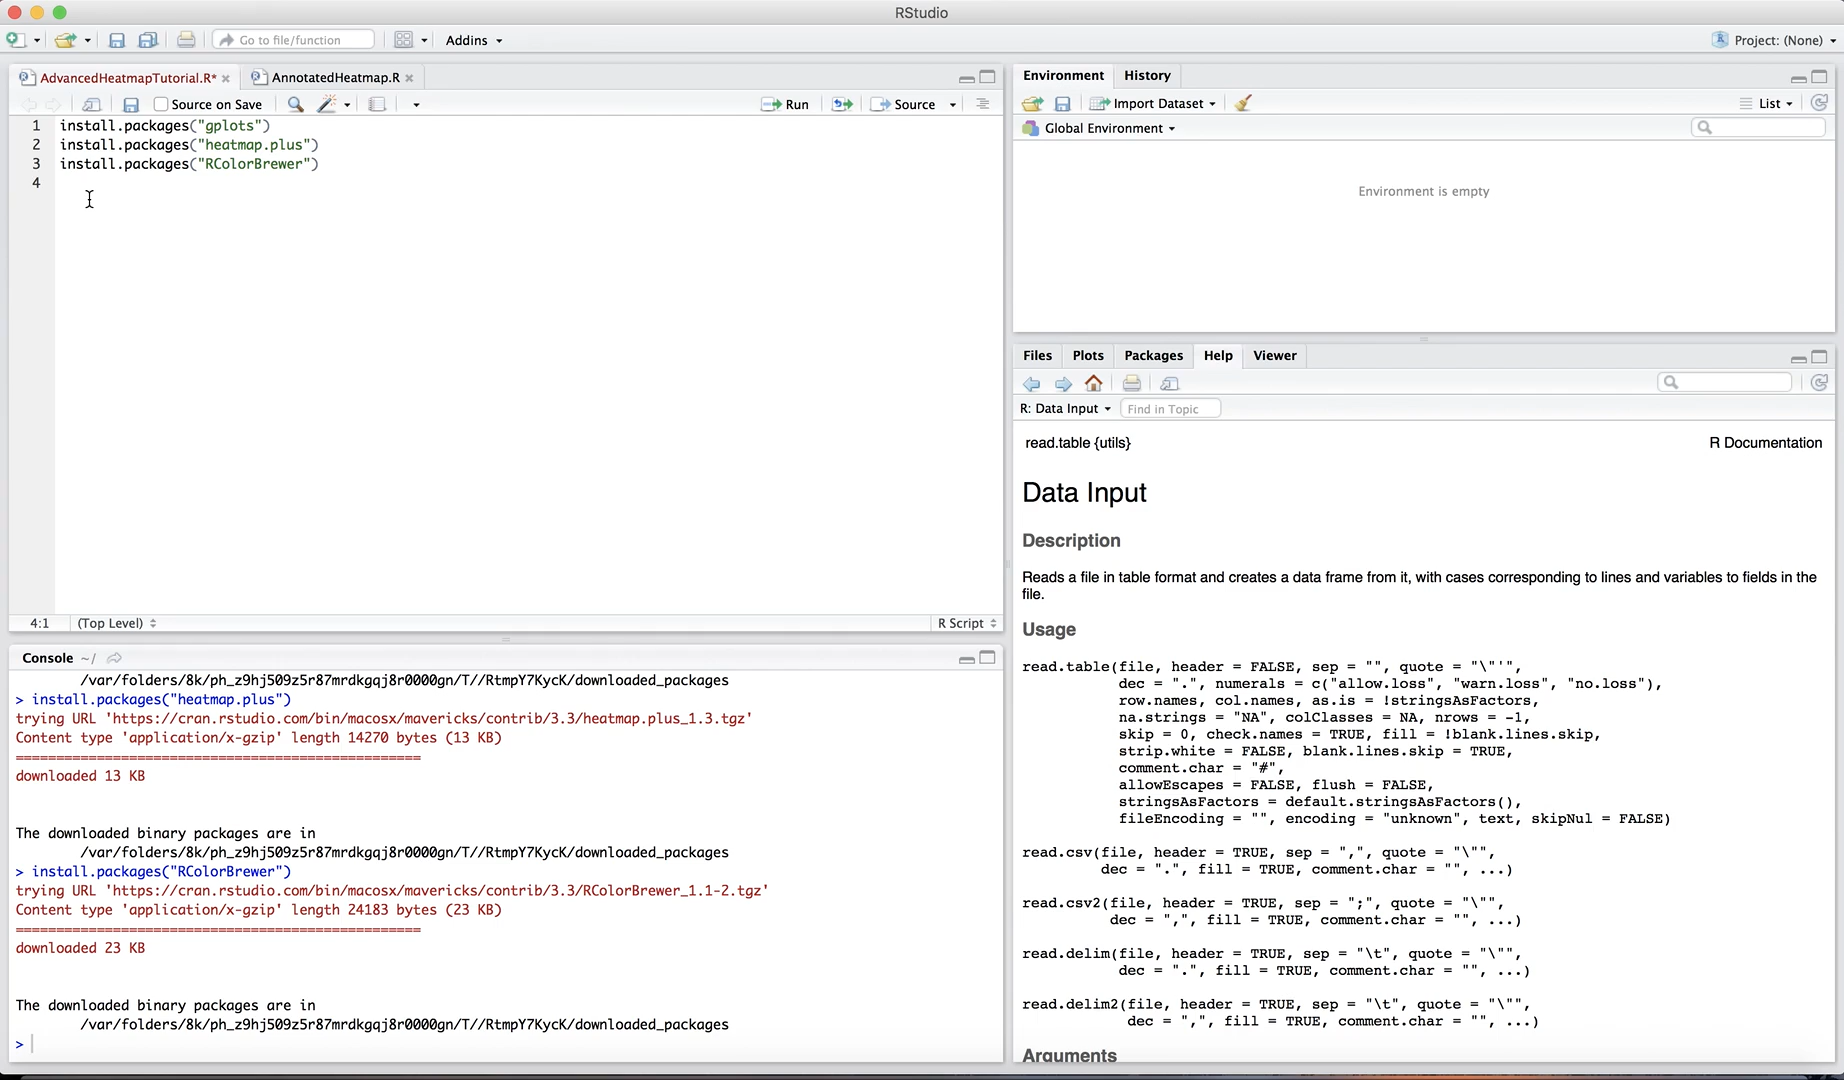 RStudio
Go to file/function
Addins
Project: (None)
AdvancedHeatmapTutorial.R*
AnnotatedHeatmap.R
Source on Save
Run
Source
1 install.packages("gplots")
2 install.packages("heatmap.plus")
3 install.packages("RColorBrewer")
4
4:1 (Top Level)
R Script
Console ~/
/var/folders/8k/ph_z9hj509z5r87mrdkgqj8r0000gn/T//RtmpY7KycK/downloaded_packages
> install.packages("heatmap.plus")
trying URL 'https://cran.rstudio.com/bin/macosx/mavericks/contrib/3.3/heatmap.plus_1.3.tgz'
Content type 'application/x-gzip' length 14270 bytes (13 KB)
==================================================
downloaded 13 KB
The downloaded binary packages are in
/var/folders/8k/ph_z9hj509z5r87mrdkgqj8r0000gn/T//RtmpY7KycK/downloaded_packages
> install.packages("RColorBrewer")
trying URL 'https://cran.rstudio.com/bin/macosx/mavericks/contrib/3.3/RColorBrewer_1.1-2.tgz'
Content type 'application/x-gzip' length 24183 bytes (23 KB)
==================================================
downloaded 23 KB
The downloaded binary packages are in
/var/folders/8k/ph_z9hj509z5r87mrdkgqj8r0000gn/T//RtmpY7KycK/downloaded_packages
>
Environment History
Import Dataset
List
Global Environment
Environment is empty
Files Plots Packages Help Viewer
R: Data Input
Find in Topic
read.table {utils}
R Documentation
Data Input
Description
Reads a file in table format and creates a data frame from it, with cases corresponding to lines and variables to fields in the
file.
Usage
read.table(file, header = FALSE, sep = "", quote = "\"'",
dec = ".", numerals = c("allow.loss", "warn.loss", "no.loss"),
row.names, col.names, as.is = !stringsAsFactors,
na.strings = "NA", colClasses = NA, nrows = -1,
skip = 0, check.names = TRUE, fill = !blank.lines.skip,
strip.white = FALSE, blank.lines.skip = TRUE,
comment.char = "#",
allowEscapes = FALSE, flush = FALSE,
stringsAsFactors = default.stringsAsFactors(),
fileEncoding = "", encoding = "unknown", text, skipNul = FALSE)
read.csv(file, header = TRUE, sep = ",", quote = "\"",
dec = ".", fill = TRUE, comment.char = "", ...)
read.csv2(file, header = TRUE, sep = ";", quote = "\"",
dec = ",", fill = TRUE, comment.char = "", ...)
read.delim(file, header = TRUE, sep = "\t", quote = "\"",
dec = ".", fill = TRUE, comment.char = "", ...)
read.delim2(file, header = TRUE, sep = "\t", quote = "\"",
dec = ",", fill = TRUE, comment.char = "", ...)
Arguments